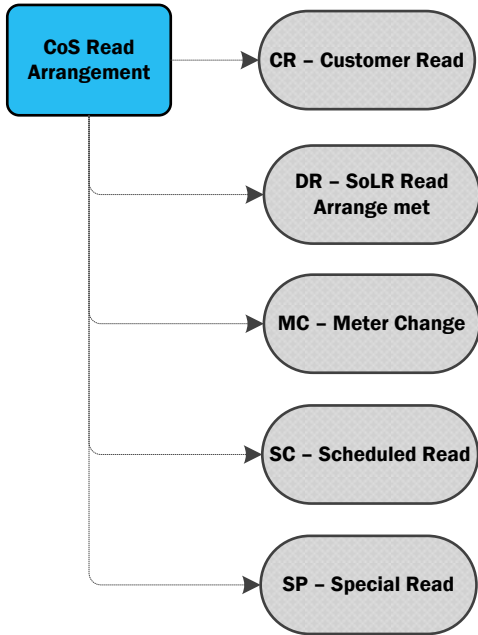 CoS Read
Arrangement
CR – Customer Read
DR – SoLR Read
Arrange met
MC – Meter Change
SC – Scheduled Read
SP – Special Read